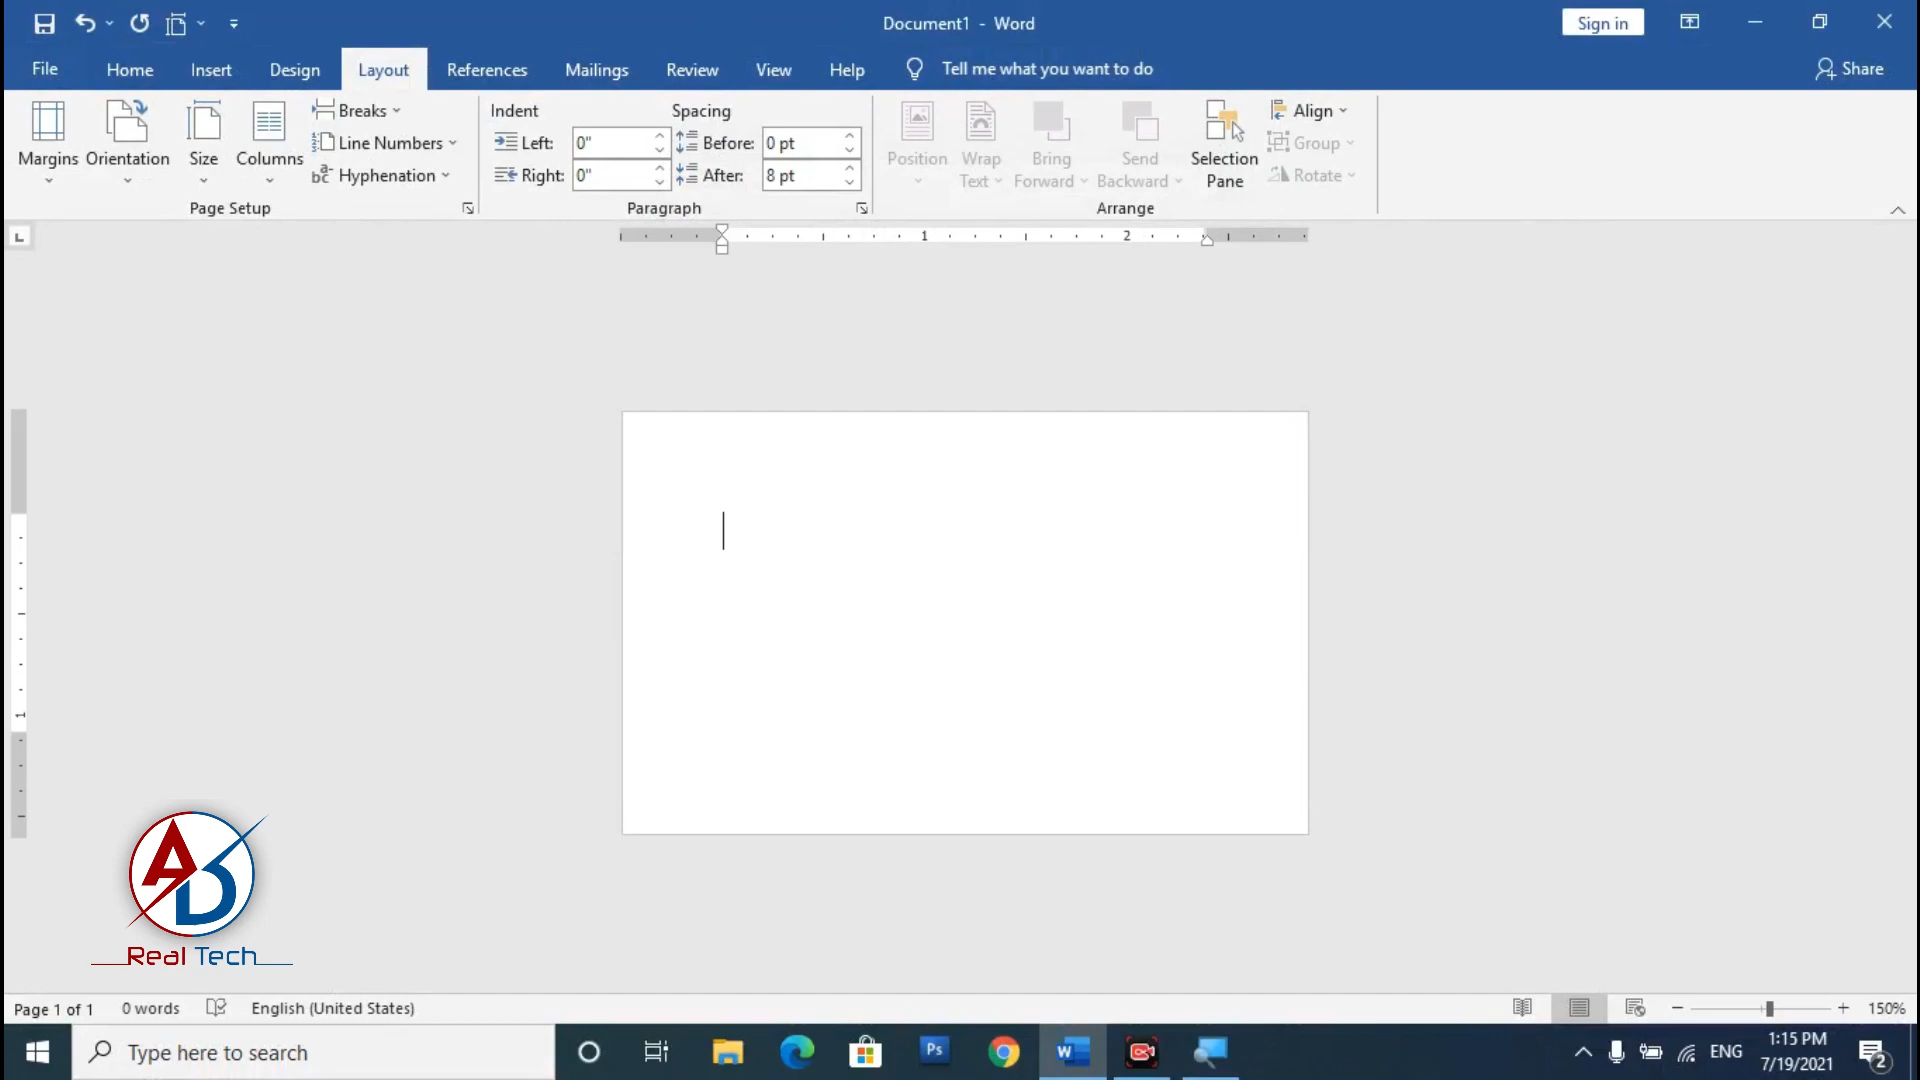 Document1 - Word
Sign in
File Home Insert Design Layout References Mailings Review View Help Tell me what you want to do Share
Margins Orientation Size Columns
Breaks
Line Numbers
Hyphenation
Page Setup
Indent Spacing
Left: 0" Before: 0 pt
Right: 0" After: 8 pt
Paragraph
Position Wrap Text Bring Forward Send Backward Selection Pane
Align
Group
Rotate
Arrange
L
1 2
1
AD
Real Tech
Page 1 of 1 0 words English (United States) 150%
Type here to search
Ps
W
ENG
1:15 PM
7/19/2021
2